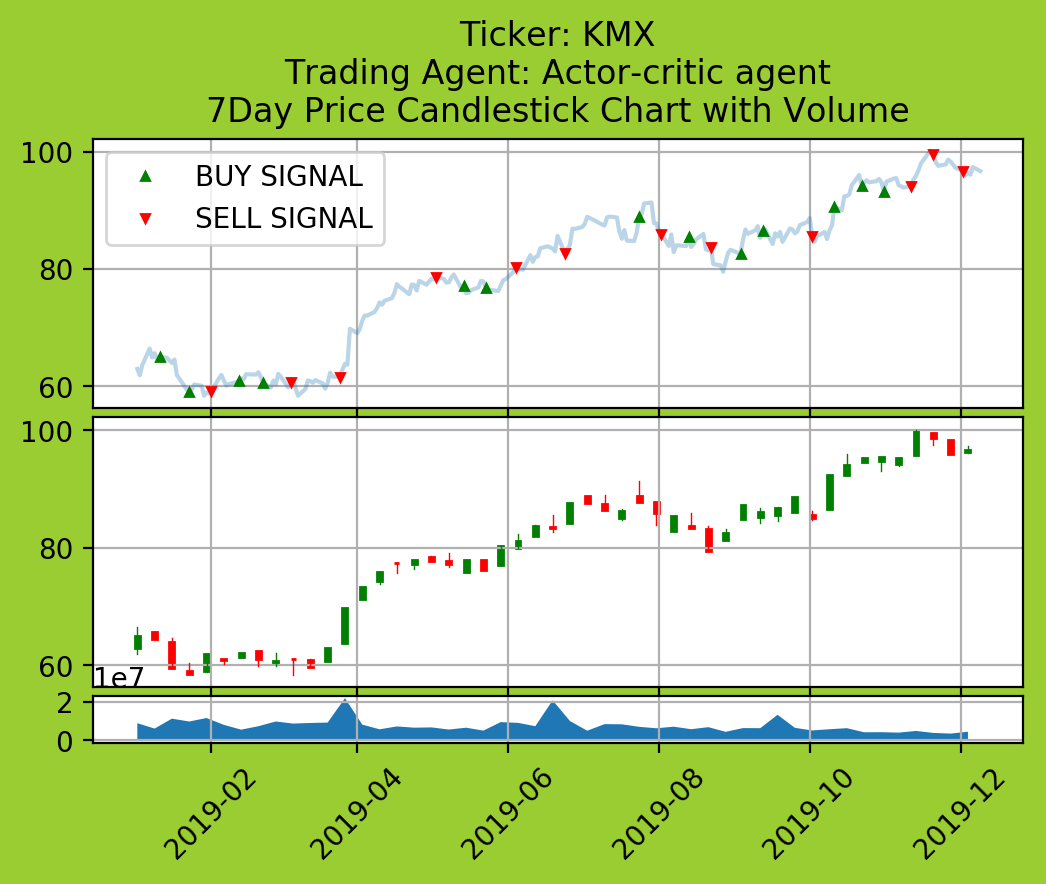 Ticker: KMX
Trading Agent: Actor-critic agent
7Day Price Candlestick Chart with Volume
100
80
60
BUY SIGNAL
SELL SIGNAL
100
80
60
1e7
2
0
2019-02
2019-04
2019-06
2019-08
2019-10
2019-12